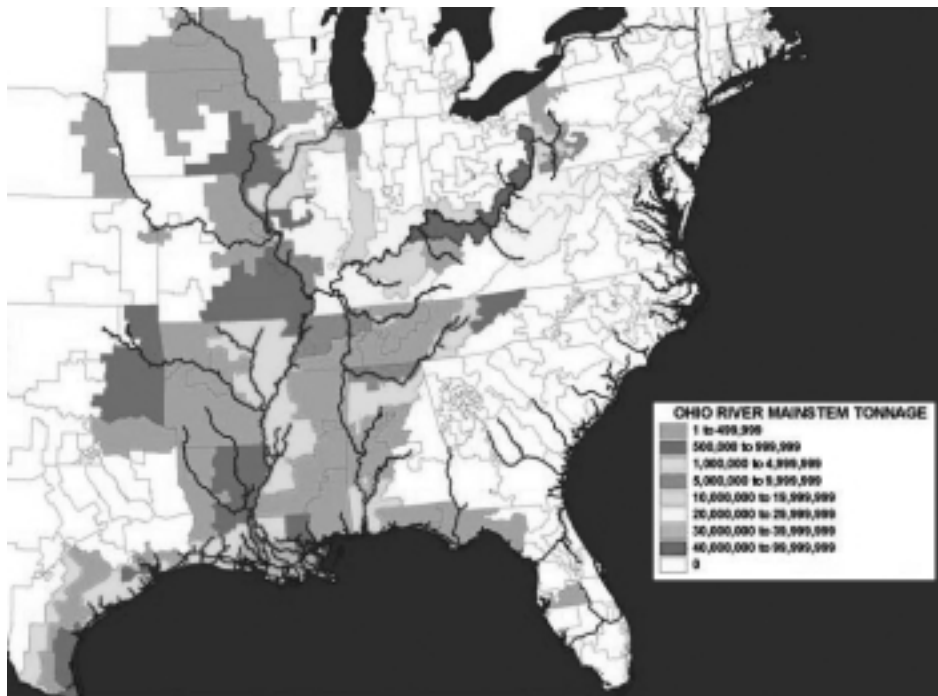 OHIO RIVER MAINSTEM TONNAGE
1 to 499,999
500,000 to 999,999
1,000,000 to 4,999,999
5,000,000 to 9,999,999
10,000,000 to 19,999,999
20,000,000 to 29,999,999
30,000,000 to 39,999,999
40,000,000 to 99,999,999
0